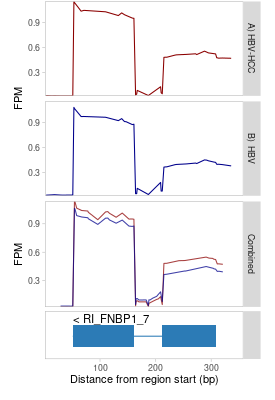 0.9
0.6
0.3
A) HBV-HCC
FPM
0.9
0.6
0.3
B) HBV
0.9
0.6
0.3
FPM
Combined
< RI_FNBP1_7
100 200 300
Distance from region start (bp)